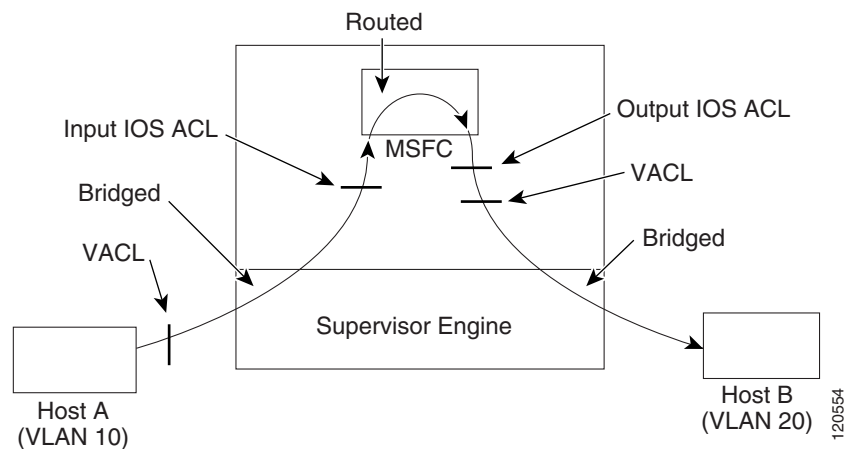 Routed
Input IOS ACL
MSFC
Output IOS ACL
VACL
Bridged
Bridged
VACL
Supervisor Engine
Host A
(VLAN 10)
Host B
(VLAN 20)
120554